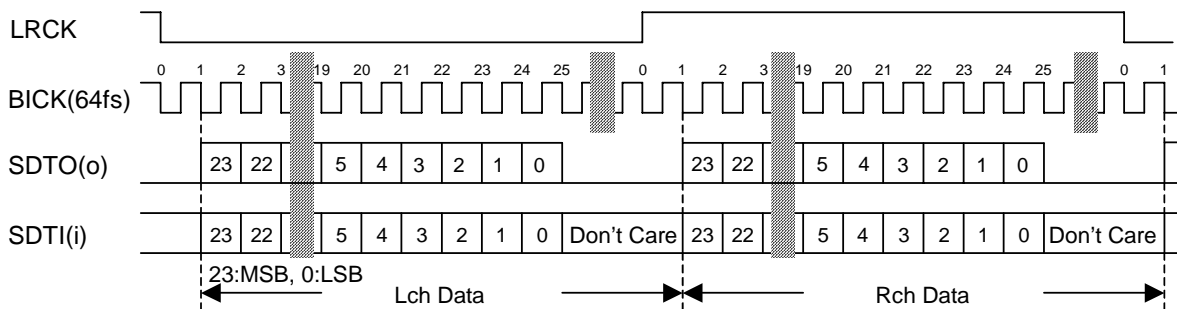 LRCK
0 1 2 3 19 20 21 22 23 24 25 0 1 2 3 19 20 21 22 23 24 25 0 1
BICK(64fs)
SDTO(o) 23 22 5 4 3 2 1 0 23 22 5 4 3 2 1 0
SDTI(i) 23 22 5 4 3 2 1 0 Don't Care 23 22 5 4 3 2 1 0 Don't Care
23:MSB, 0:LSB
Lch Data Rch Data